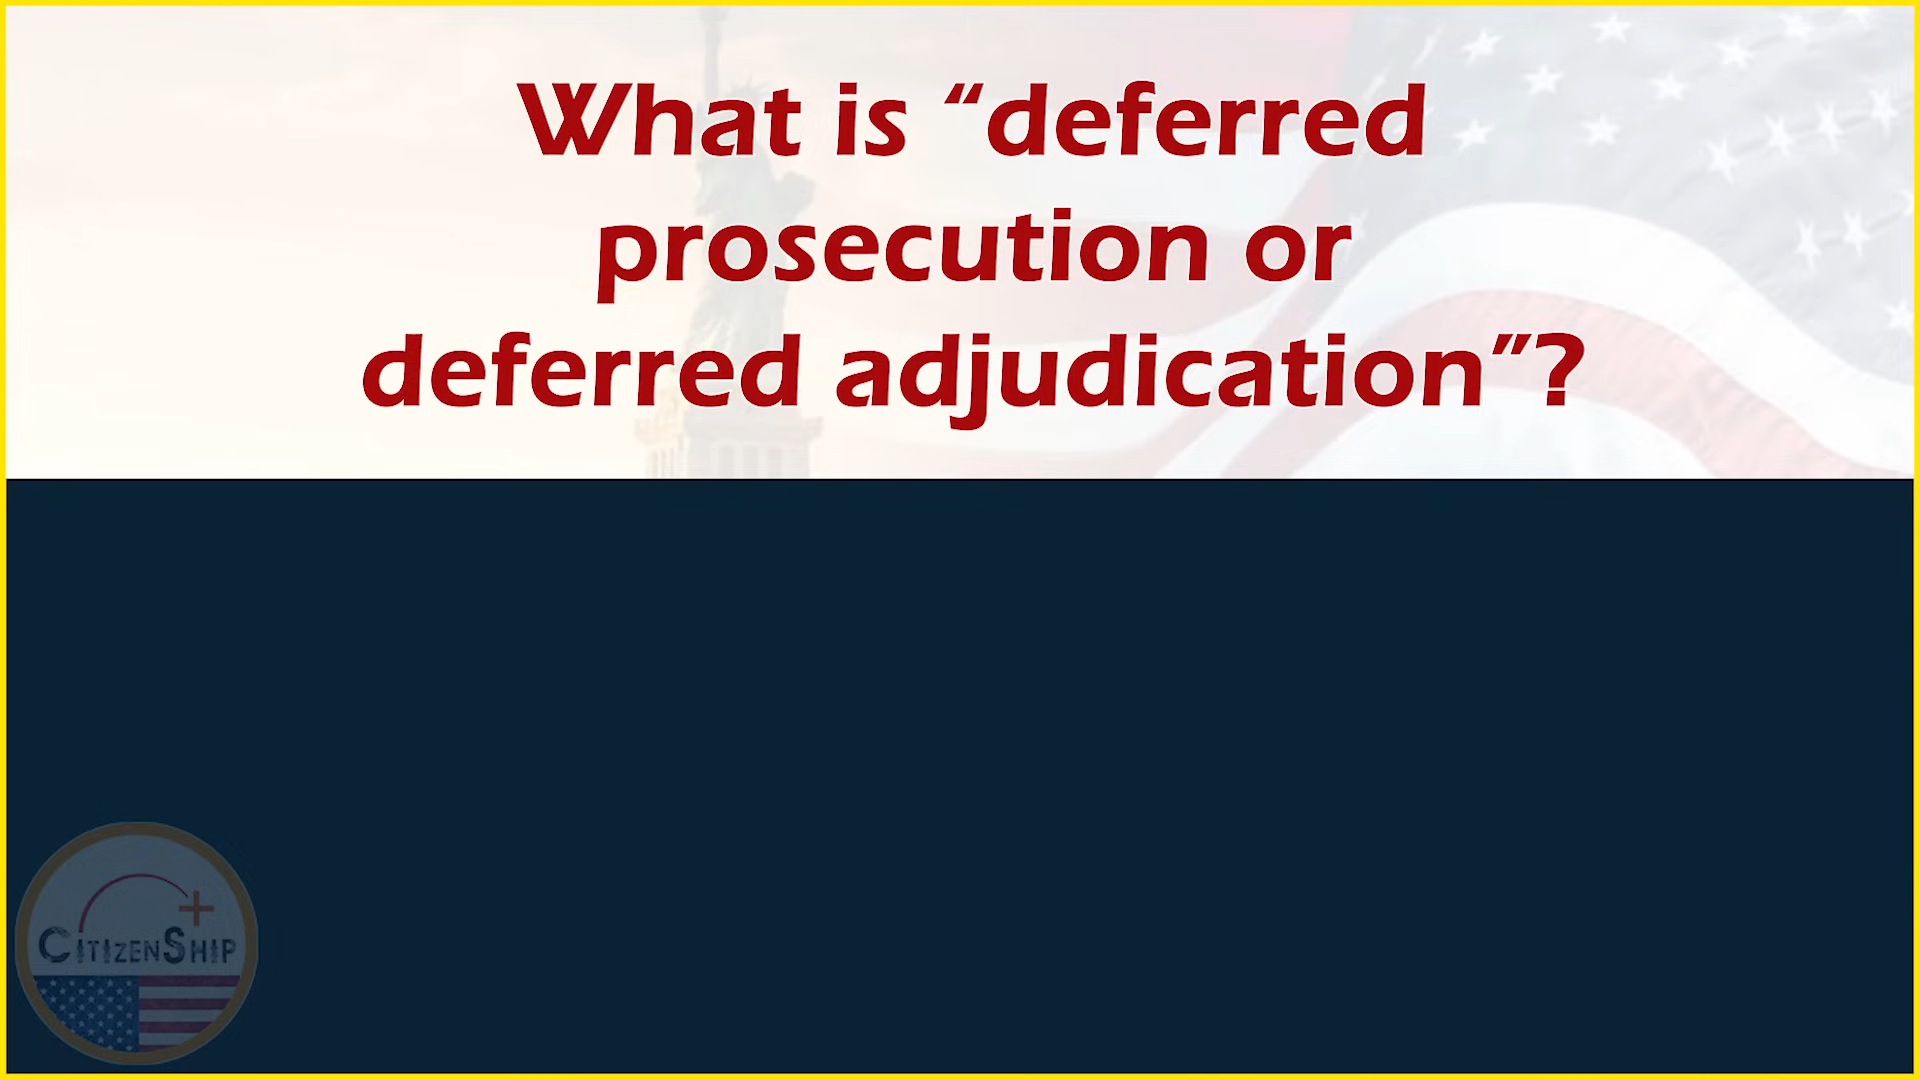 What is “deferred
prosecution or
deferred adjudication”?
CITIZENSHIP